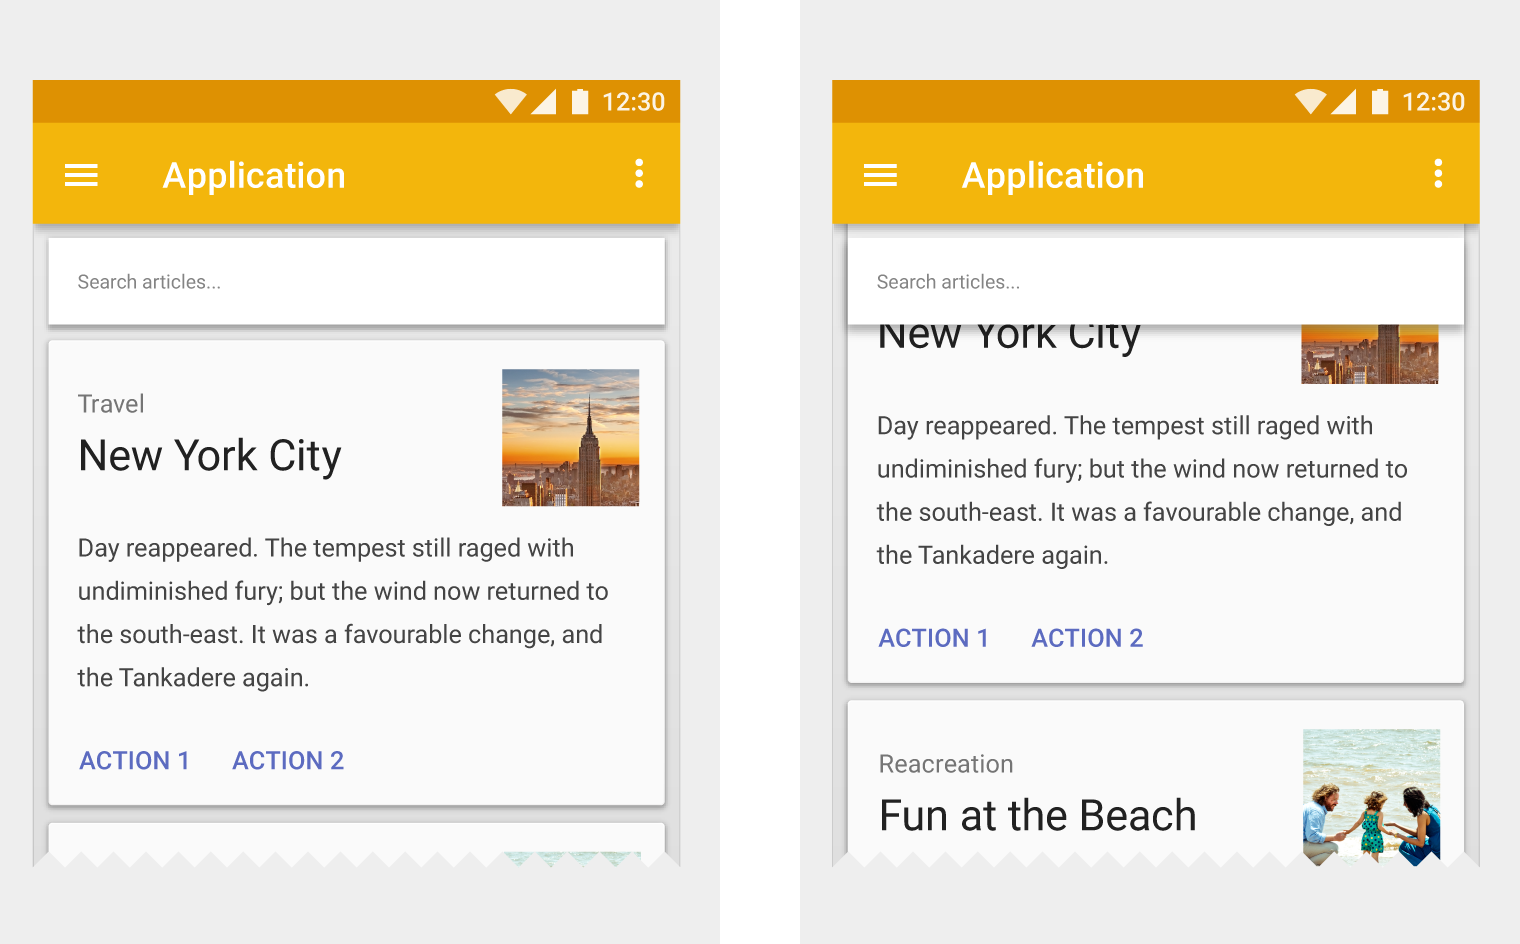 12:30
Application
Search articles...
Travel
New York City
Day reappeared. The tempest still raged with
undiminished fury; but the wind now returned to
the south-east. It was a favourable change, and
the Tankadere again.
ACTION 1 ACTION 2
12:30
Application
Search articles...
New York City
Day reappeared. The tempest still raged with
undiminished fury; but the wind now returned to
the south-east. It was a favourable change, and
the Tankadere again.
ACTION 1 ACTION 2
Reacreation
Fun at the Beach